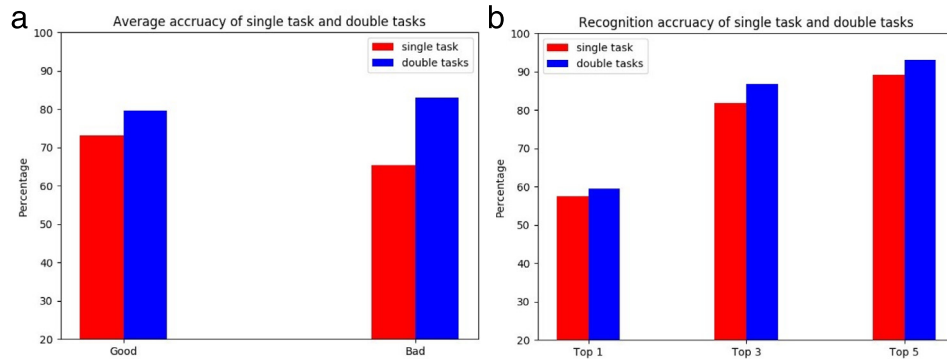 a
Average accruacy of single task and double tasks
100
90
80
70
60
50
40
30
20
Percentage
single task
double tasks
Good
Bad
b
Recognition accruacy of single task and double tasks
100
90
80
70
60
50
40
30
20
Percentage
single task
double tasks
Top 1
Top 3
Top 5